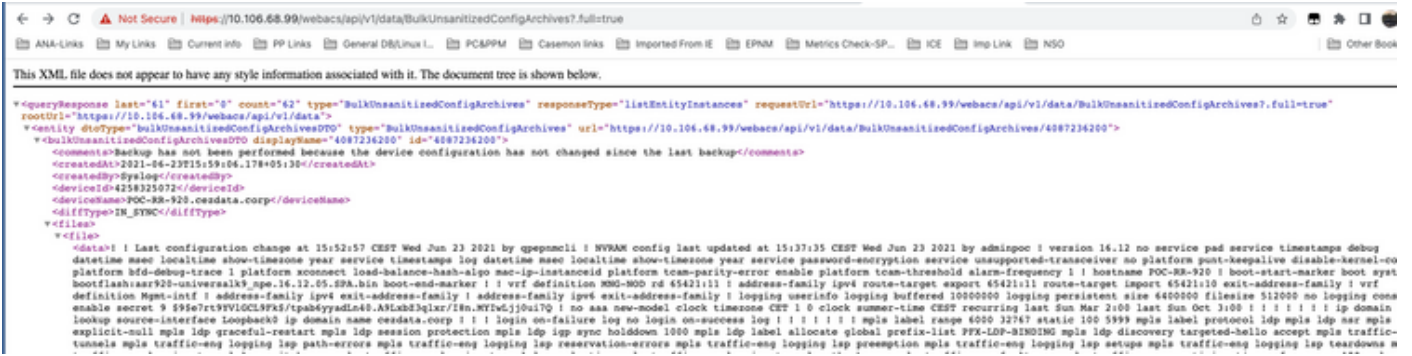 Not Secure | https://10.106.68.99/webacs/api/v1/data/BulkUnsanitizedConfigArchives?.full=true
ANA-Links My Links Current info PP Links General DB/Linux I... PC&PPM Casemon links Imported From IE EPNM Metrics Check-SP... ICE Imp Link NSO Other Book
This XML file does not appear to have any style information associated with it. The document tree is shown below.
▼<queryResponse last="61" first="0" count="62" type="BulkUnsanitizedConfigArchives" responseType="listEntityInstances" requestUrl="https://10.106.68.99/webacs/api/v1/data/BulkUnsanitizedConfigArchives?.full=true"
rootUrl="https://10.106.68.99/webacs/api/v1/data">
▼<entity dtoType="bulkUnsanitizedConfigArchivesDTO" type="BulkUnsanitizedConfigArchives" url="https://10.106.68.99/webacs/api/v1/data/BulkUnsanitizedConfigArchives/4087236200">
▼<bulkUnsanitizedConfigArchivesDTO displayName="4087236200" id="4087236200">
<comments>Backup has not been performed because the device configuration has not changed since the last backup</comments>
<createdAt>2021-06-23T15:59:06.178+05:30</createdAt>
<createdBy>Syslog</createdBy>
<deviceId>4258325072</deviceId>
<deviceName>POC-RR-920.cezdata.corp</deviceName>
<diffType>IN_SYNC</diffType>
▼<files>
▼<file>
<data>! ! Last configuration change at 15:52:57 CEST Wed Jun 23 2021 by qpepnmcli ! NVRAM config last updated at 15:37:35 CEST Wed Jun 23 2021 by adminpoc ! version 16.12 no service pad service timestamps debug
datetime msec localtime show-timezone year service timestamps log datetime msec localtime show-timezone year service password-encryption service unsupported-transceiver no platform punt-keepalive disable-kernel-co
platform bfd-debug-trace 1 platform xconnect load-balance-hash-algo mac-ip-instanceid platform tcam-parity-error enable platform tcam-threshold alarm-frequency 1 ! hostname POC-RR-920 ! boot-start-marker boot syst
bootflash:asr920-universalk9_npe.16.12.05.SPA.bin boot-end-marker ! ! vrf definition MNG-NOD rd 65421:11 ! address-family ipv4 route-target export 65421:11 route-target import 65421:10 exit-address-family ! vrf
definition Mgmt-intf ! address-family ipv4 exit-address-family ! address-family ipv6 exit-address-family ! logging userinfo logging buffered 10000000 logging persistent size 6400000 filesize 512000 no logging cons
enable secret 9 ! no aaa new-model clock timezone CET 1 0 clock summer-time CEST recurring last Sun Mar 2:00 last Sun Oct 3:00 ! ! ! ! ! ! ip domain
lookup source-interface Loopback0 ip domain name cezdata.corp ! ! ! login on-failure log no login on-success log ! ! ! ! ! ! mpls label range 6000 32767 static 100 5999 mpls label protocol ldp mpls ldp nsr mpls
explicit-null mpls ldp graceful-restart mpls ldp session protection mpls ldp igp sync holddown 1000 mpls ldp label allocate global prefix-list PFX-LDP-BINDING mpls ldp discovery targeted-hello accept mpls traffic-
tunnels mpls traffic-eng logging lsp path-errors mpls traffic-eng logging lsp reservation-errors mpls traffic-eng logging lsp preemption mpls traffic-eng logging lsp setups mpls traffic-eng logging lsp teardowns m